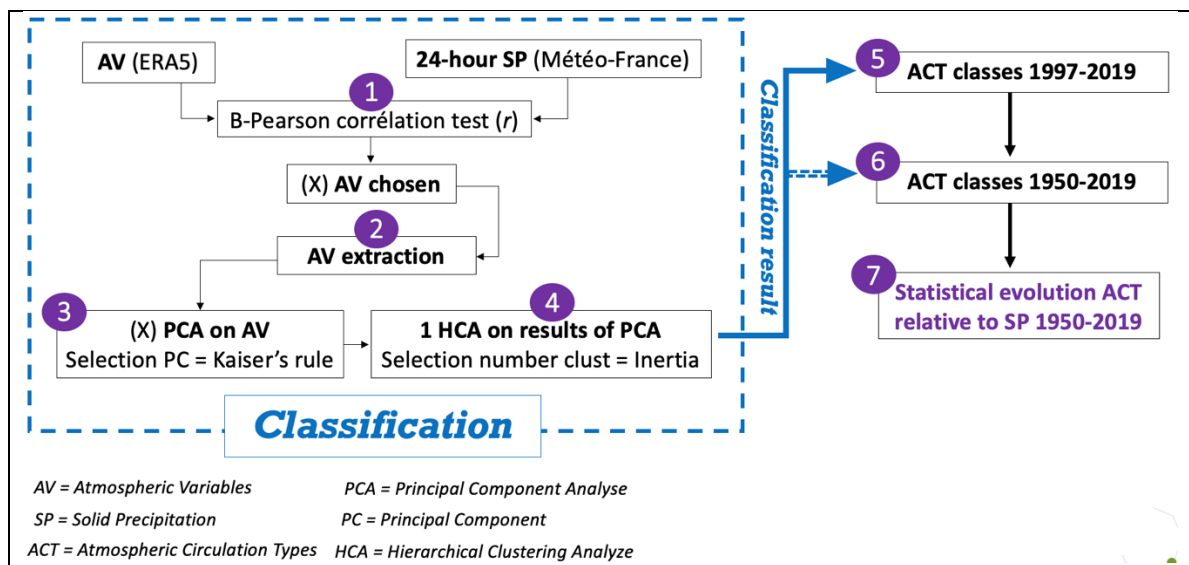 AV (ERA5)
24-hour SP (Météo-France)
1
B-Pearson corrélation test (r)
(X) AV chosen
2
AV extraction
3
(X) PCA on AV
Selection PC = Kaiser's rule
4
1 HCA on results of PCA
Selection number clust = Inertia
Classification
Classification result
5
ACT classes 1997-2019
6
ACT classes 1950-2019
7
Statistical evolution ACT
relative to SP 1950-2019
AV = Atmospheric Variables
SP = Solid Precipitation
ACT = Atmospheric Circulation Types
PCA = Principal Component Analyse
PC = Principal Component
HCA = Hierarchical Clustering Analyze